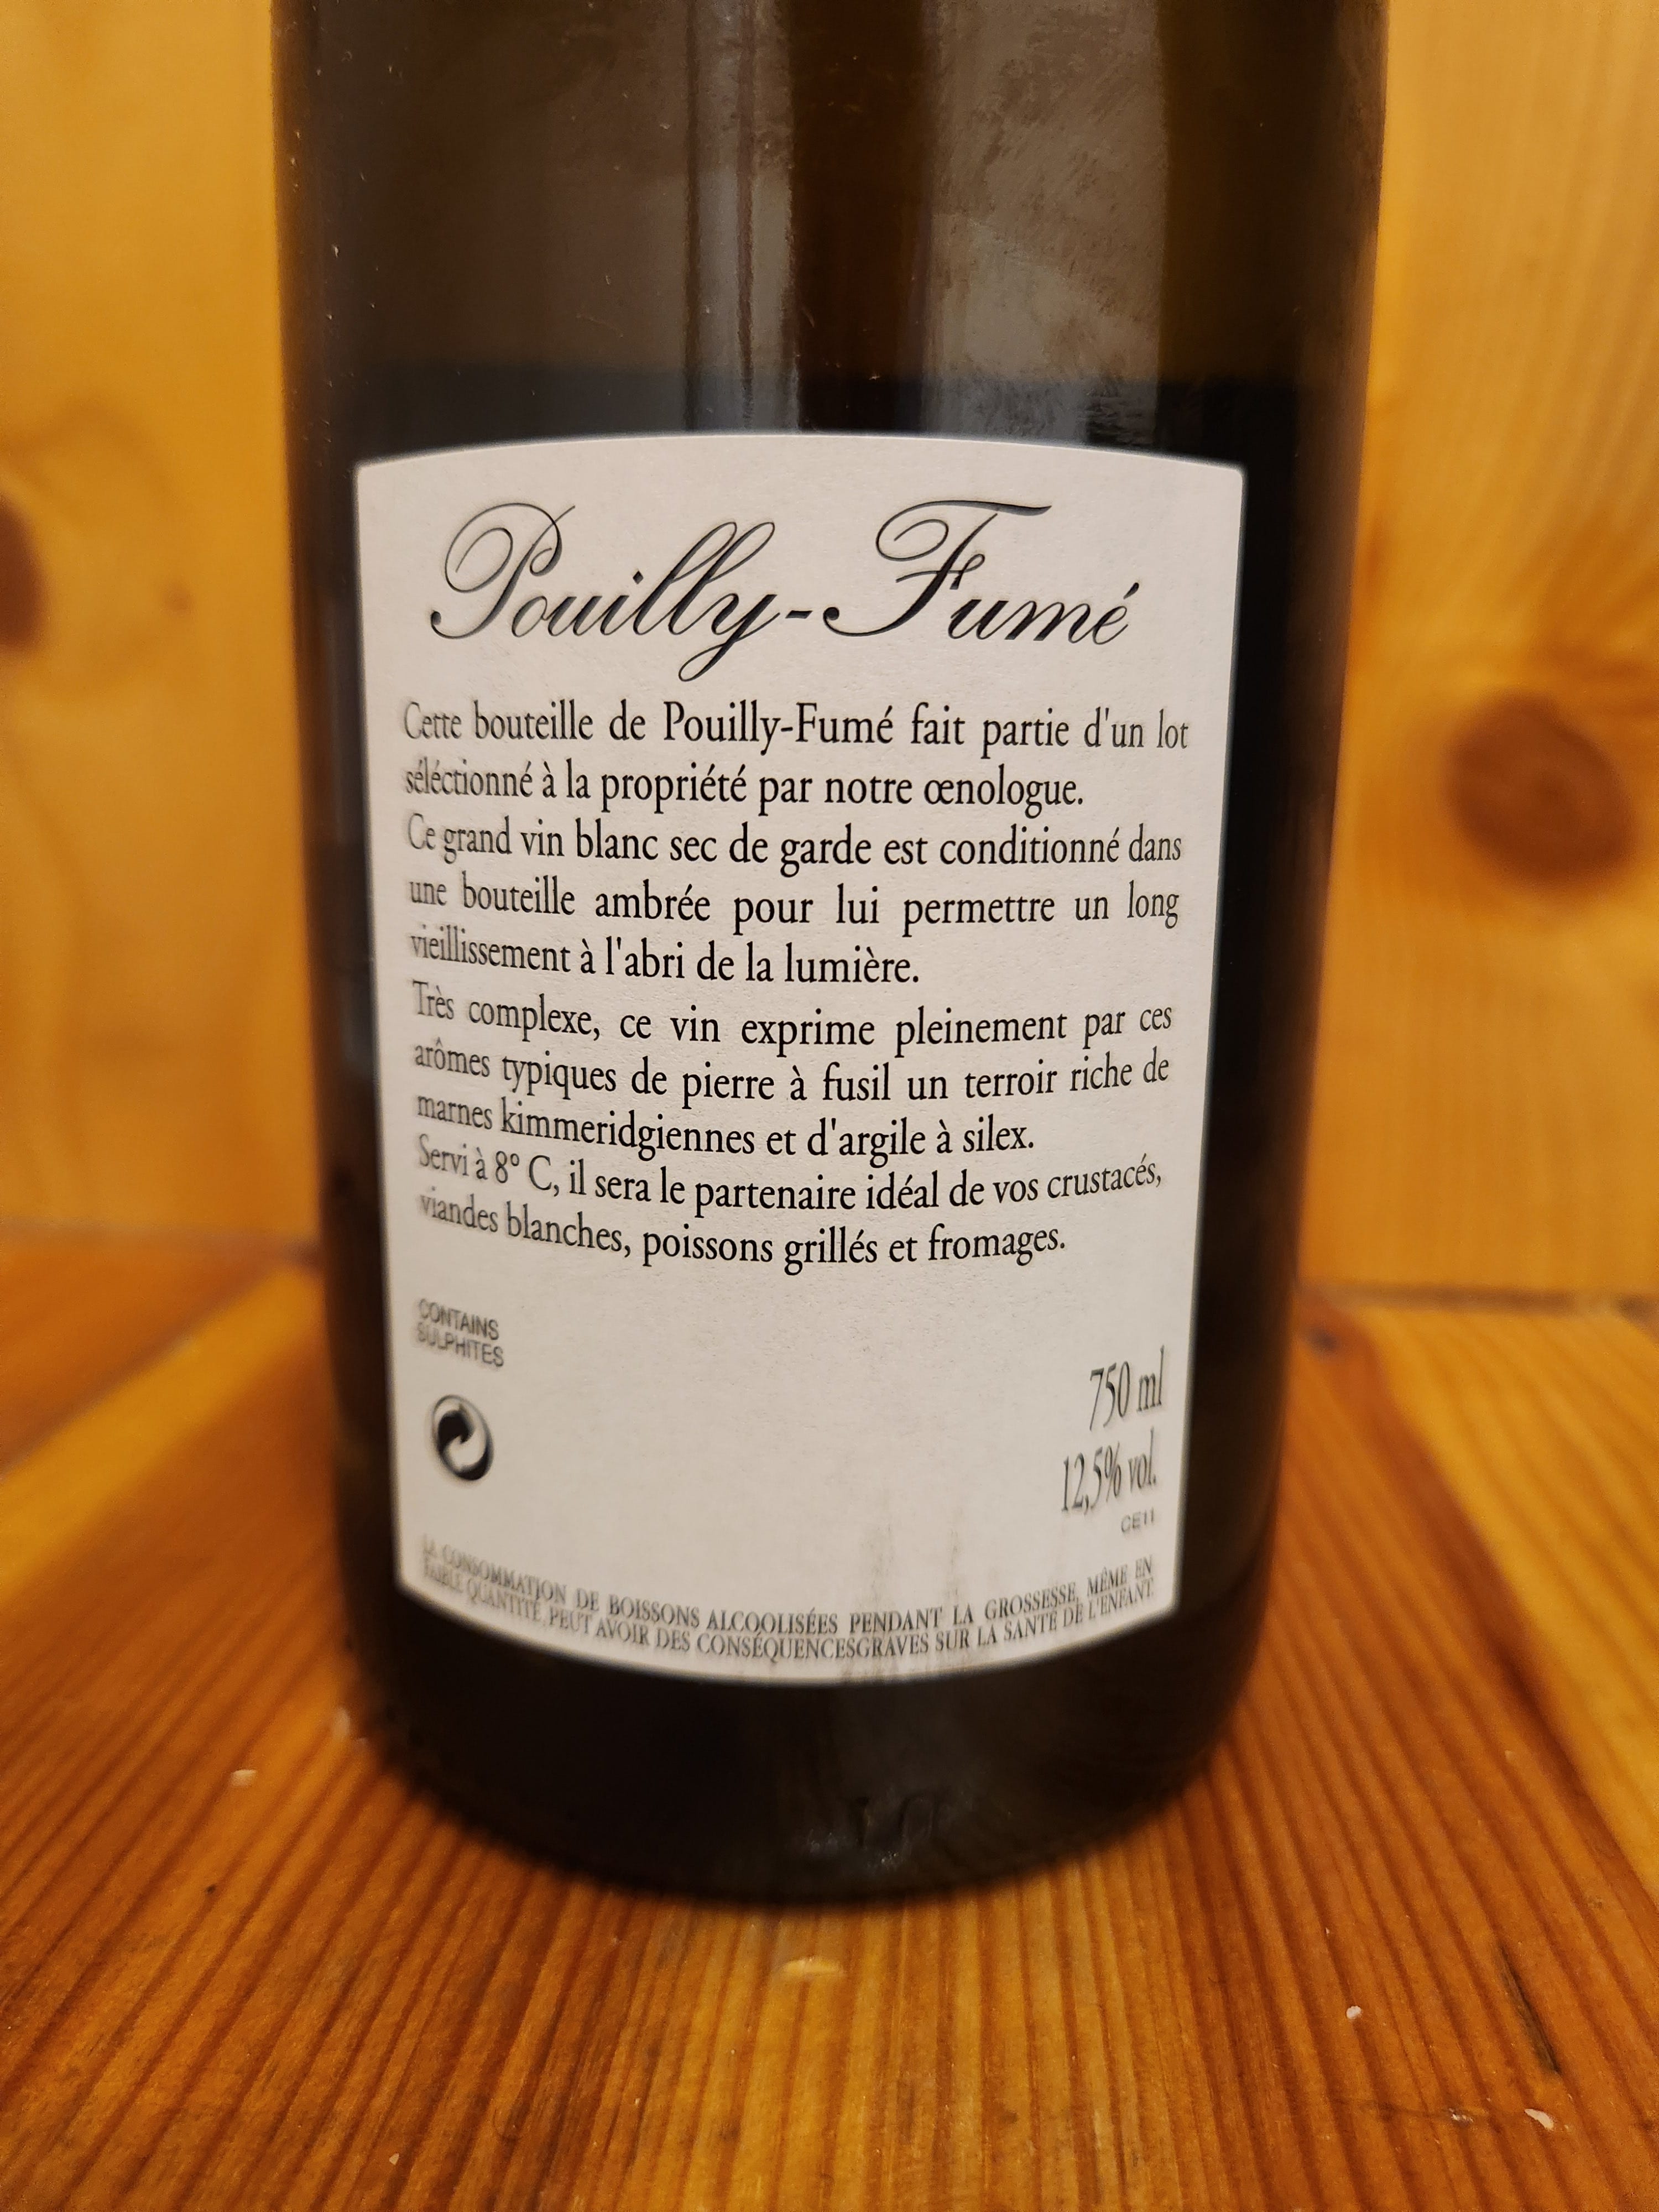 Pouilly-Fumé
Cette bouteille de Pouilly-Fumé fait partie d'un lot
séléctionné à la propriété par notre œnologue.
Ce grand vin blanc sec de garde est conditionné dans
une bouteille ambrée pour lui permettre un long
vieillissement à l'abri de la lumière.
Très complexe, ce vin exprime pleinement par ces
arômes typiques de pierre à fusil un terroir riche de
marnes kimmeridgiennes et d'argile à silex.
Servi à 8° C, il sera le partenaire idéal de vos crustacés,
viandes blanches, poissons grillés et fromages.
CONTAINS
SULPHITES
750 ml
12,5% vol.
CE11
LA CONSOMMATION DE BOISSONS ALCOOLISÉES PENDANT LA GROSSESSE, MÊME EN
FAIBLE QUANTITÉ, PEUT AVOIR DES CONSÉQUENCESGRAVES SUR LA SANTÉ DE L'ENFANT.